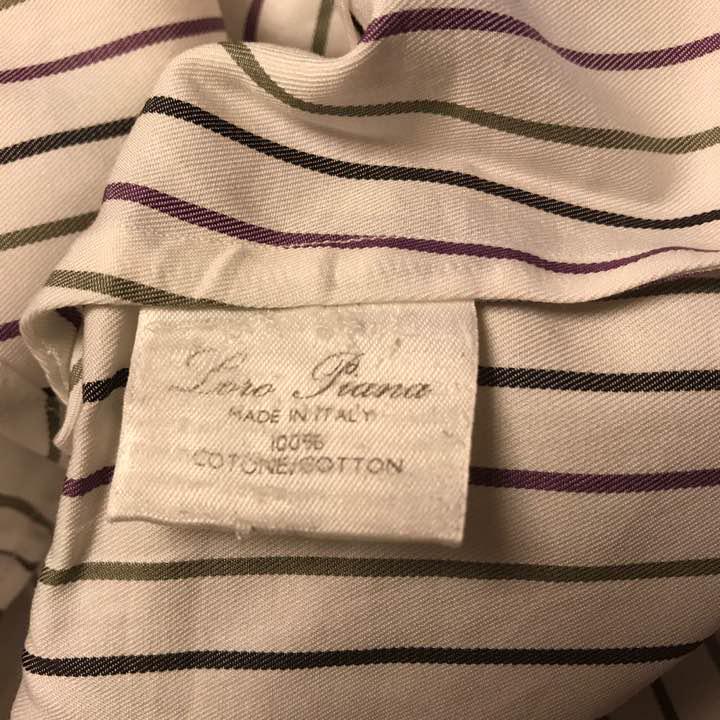 Loro Piana
MADE IN ITALY
100%
COTONE/COTTON